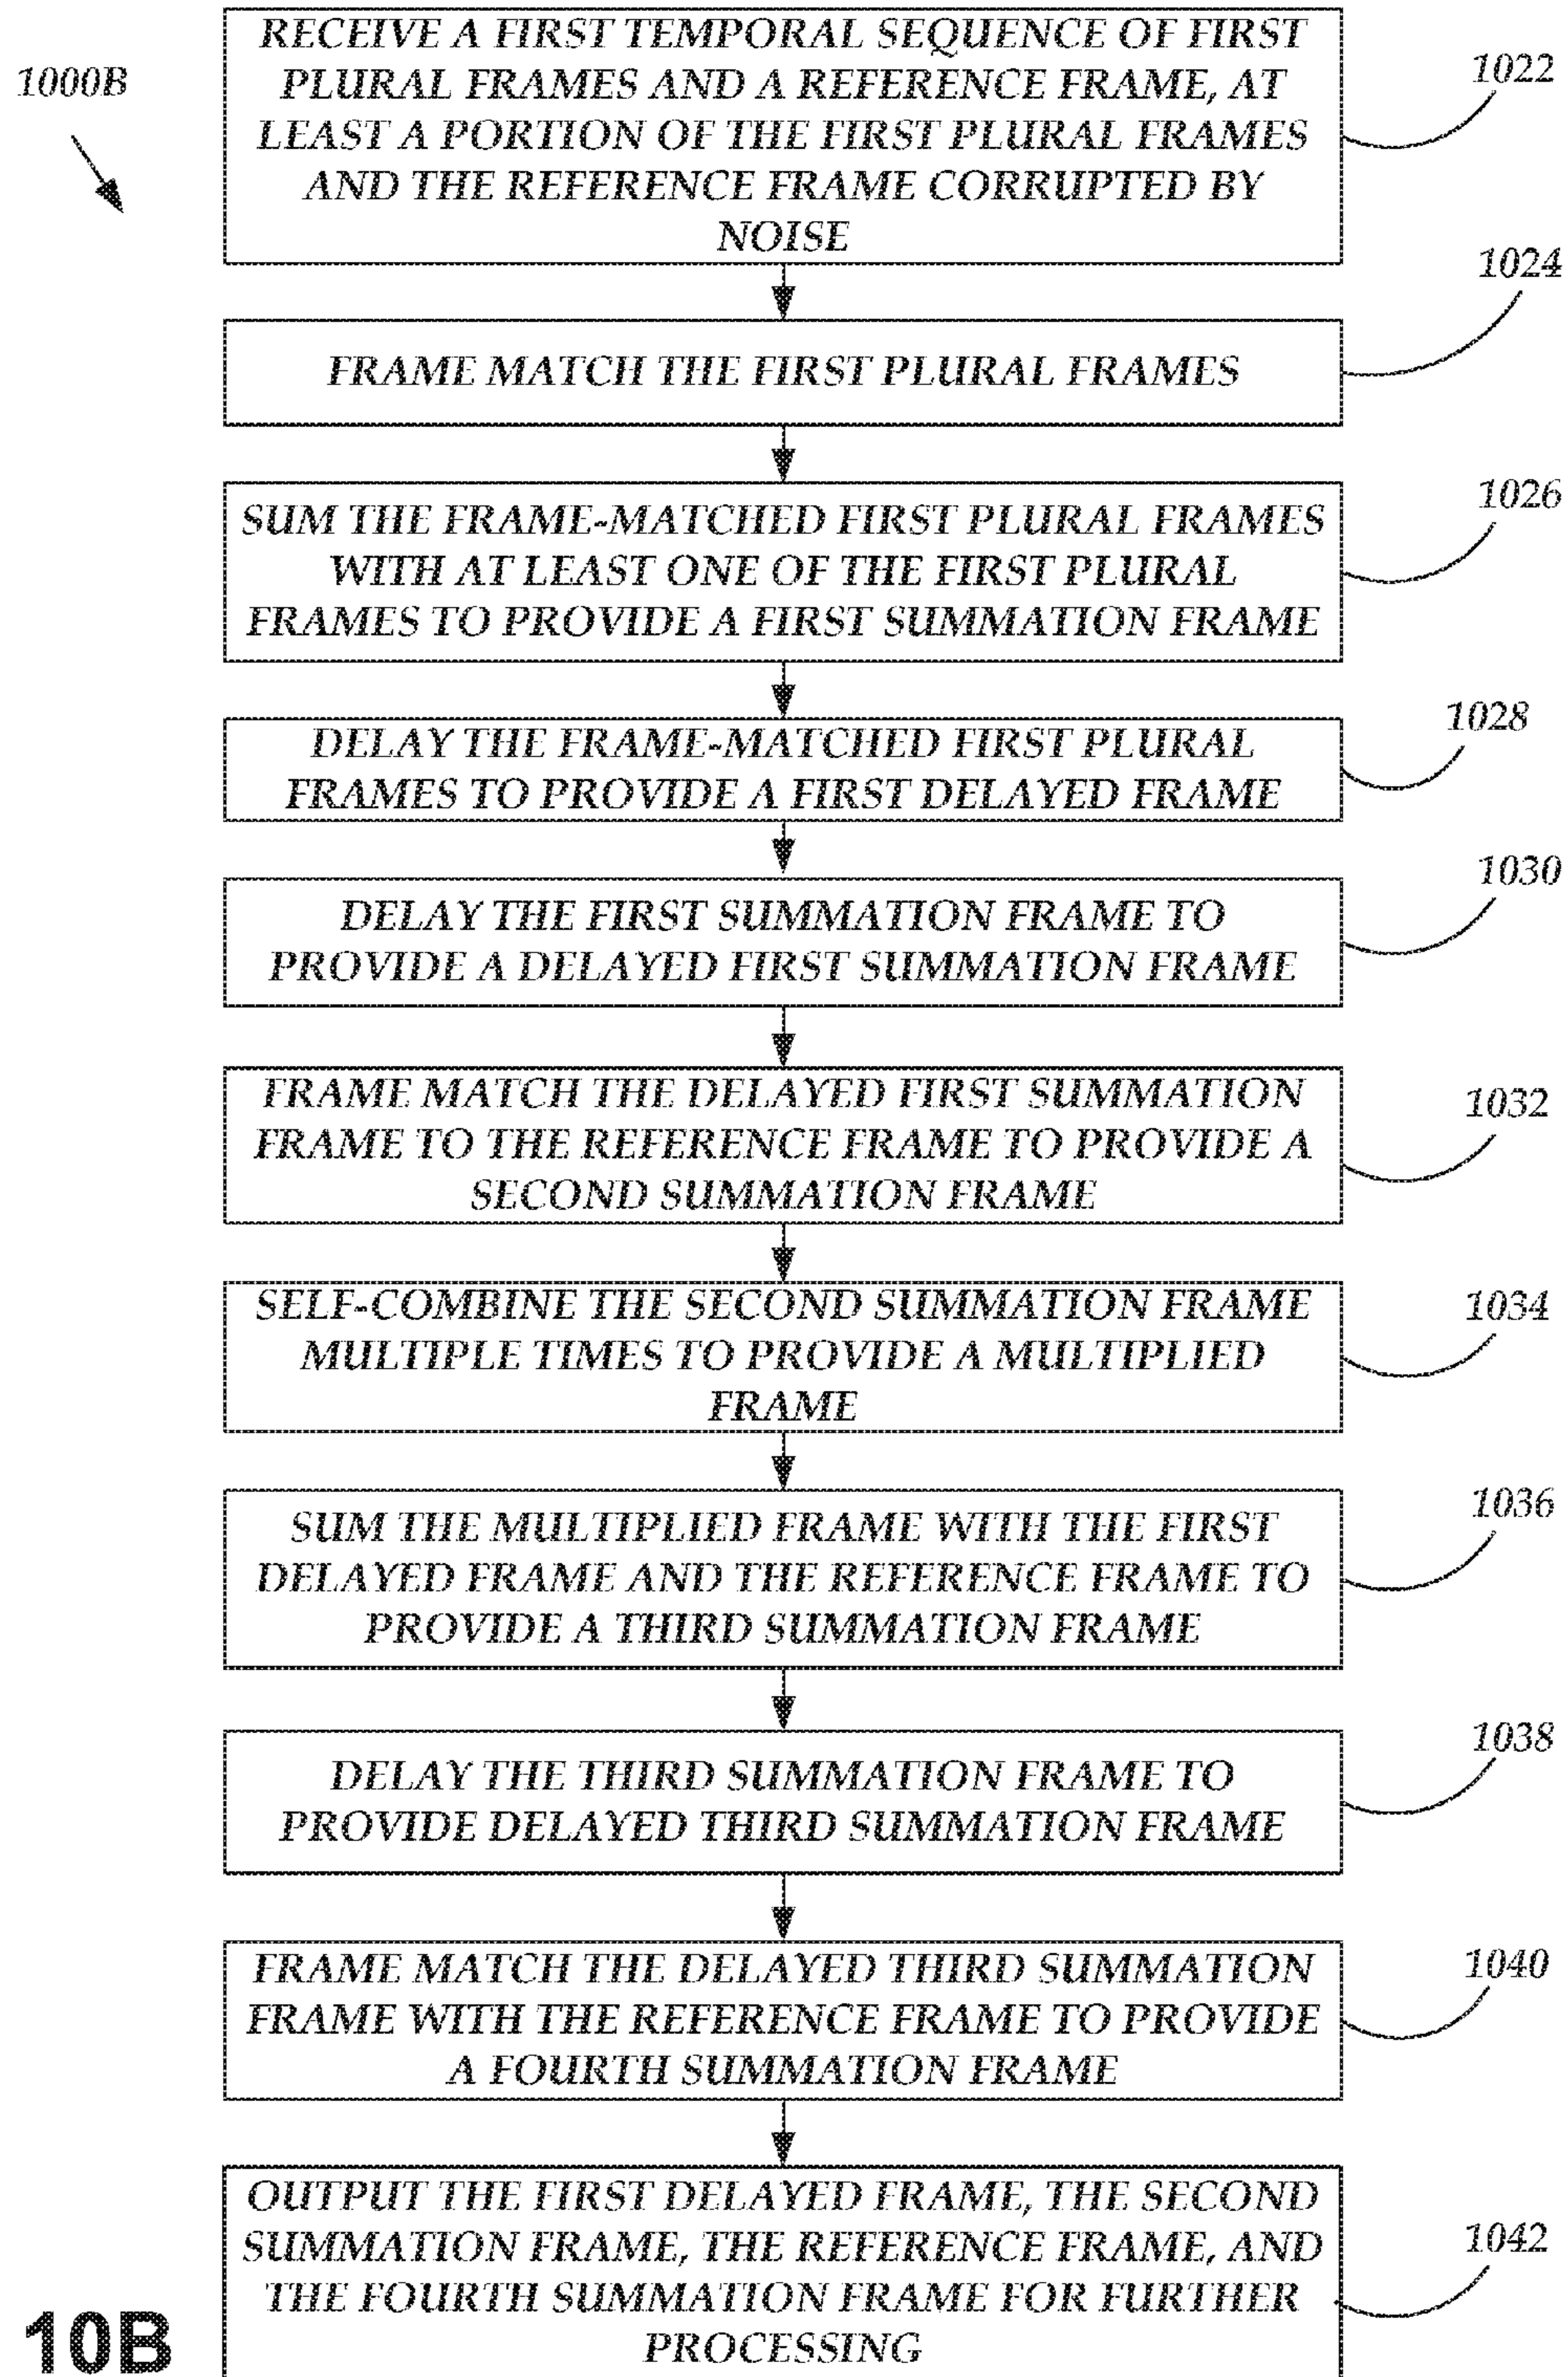 1000B
RECEIVE A FIRST TEMPORAL SEQUENCE OF FIRST
PLURAL FRAMES AND A REFERENCE FRAME, AT
LEAST A PORTION OF THE FIRST PLURAL FRAMES
AND THE REFERENCE FRAME CORRUPTED BY
NOISE
1022
FRAME MATCH THE FIRST PLURAL FRAMES
1024
SUM THE FRAME-MATCHED FIRST PLURAL FRAMES
WITH AT LEAST ONE OF THE FIRST PLURAL
FRAMES TO PROVIDE A FIRST SUMMATION FRAME
1026
DELAY THE FRAME-MATCHED FIRST PLURAL
FRAMES TO PROVIDE A FIRST DELAYED FRAME
1028
DELAY THE FIRST SUMMATION FRAME TO
PROVIDE A DELAYED FIRST SUMMATION FRAME
1030
FRAME MATCH THE DELAYED FIRST SUMMATION
FRAME TO THE REFERENCE FRAME TO PROVIDE A
SECOND SUMMATION FRAME
1032
SELF-COMBINE THE SECOND SUMMATION FRAME
MULTIPLE TIMES TO PROVIDE A MULTIPLIED
FRAME
1034
SUM THE MULTIPLIED FRAME WITH THE FIRST
DELAYED FRAME AND THE REFERENCE FRAME TO
PROVIDE A THIRD SUMMATION FRAME
1036
DELAY THE THIRD SUMMATION FRAME TO
PROVIDE DELAYED THIRD SUMMATION FRAME
1038
FRAME MATCH THE DELAYED THIRD SUMMATION
FRAME WITH THE REFERENCE FRAME TO PROVIDE
A FOURTH SUMMATION FRAME
1040
OUTPUT THE FIRST DELAYED FRAME, THE SECOND
SUMMATION FRAME, THE REFERENCE FRAME, AND
THE FOURTH SUMMATION FRAME FOR FURTHER
PROCESSING
1042
10B